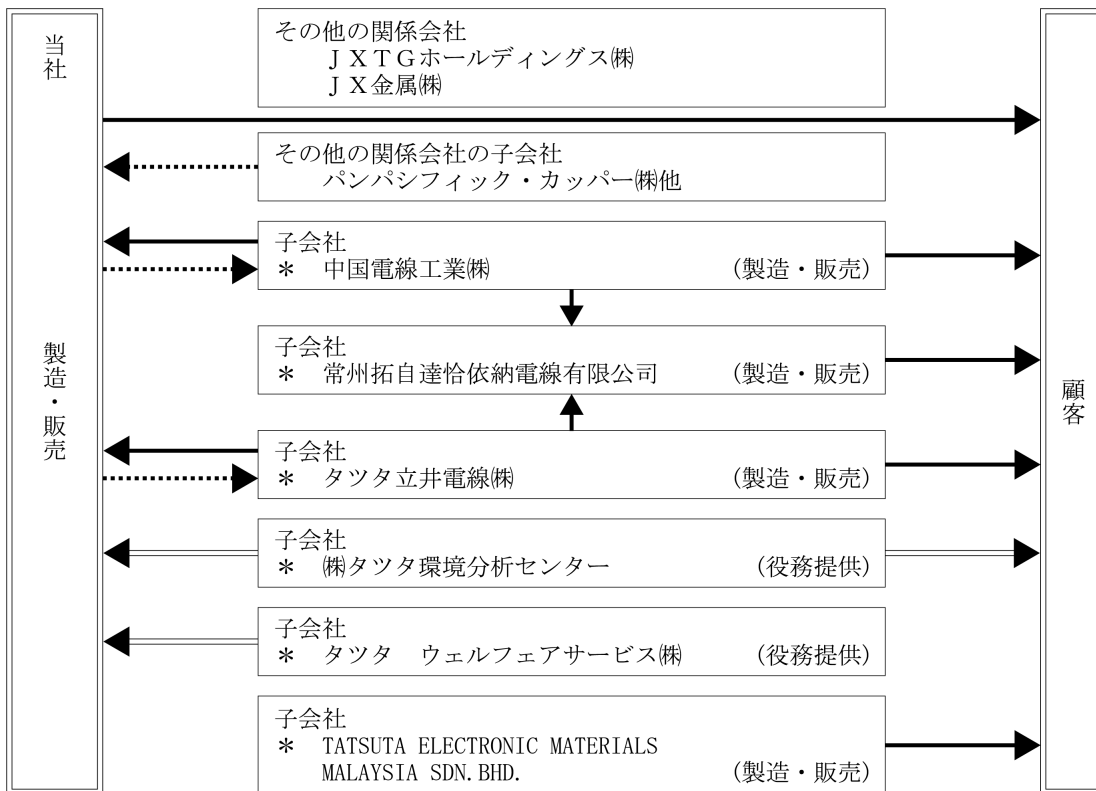 当社
製造・販売
その他の関係会社
ＪＸＴＧホールディングス㈱
ＪＸ金属㈱
その他の関係会社の子会社
パンパシフィック・カッパー㈱他
子会社
＊ 中国電線工業㈱ (製造・販売)
子会社
＊ 常州拓自達恰依納電線有限公司 (製造・販売)
子会社
＊ タツタ立井電線㈱ (製造・販売)
子会社
＊ ㈱タツタ環境分析センター (役務提供)
子会社
＊ タツタ　ウェルフェアサービス㈱ (役務提供)
子会社
＊ TATSUTA ELECTRONIC MATERIALS
MALAYSIA SDN.BHD. (製造・販売)
顧客